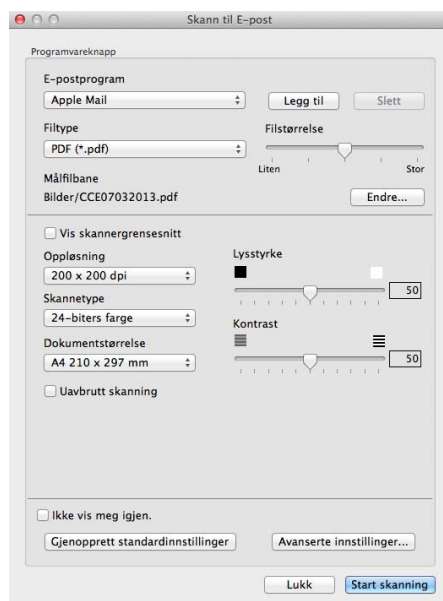 Skann til E-post
Programvareknapp
E-postprogram
Apple Mail
Legg til
Slett
Filtype
Filstørrelse
PDF (*.pdf)
Liten
Stor
Målfilbane
Bilder/CCE07032013.pdf
Endre...
Vis skannergrensesnitt
Oppløsning
Lysstyrke
200 x 200 dpi
50
Skannetype
24-biters farge
Kontrast
Dokumentstørrelse
A4 210 x 297 mm
50
Uavbrutt skanning
Ikke vis meg igjen.
Gjenopprett standardinnstillinger
Avanserte innstillinger...
Lukk
Start skanning